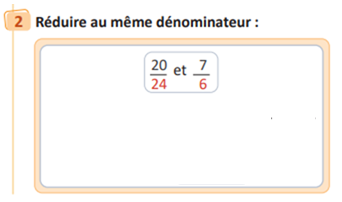 2 Réduire au même dénominateur :
20/24 et 7/6